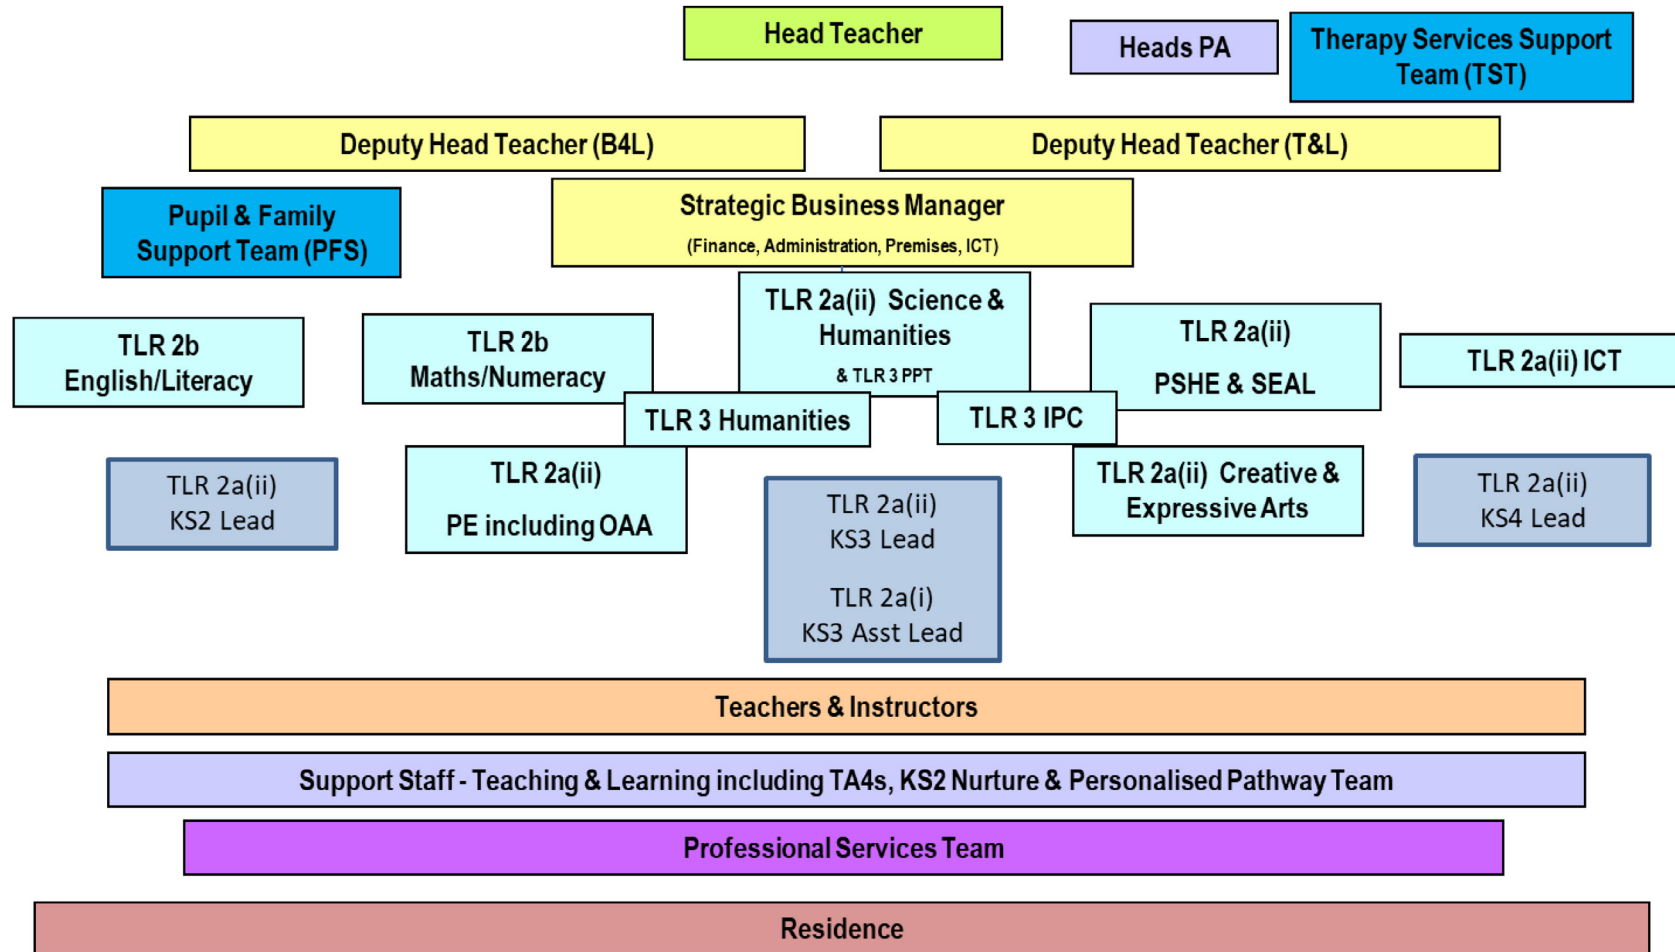 Head Teacher
Heads PA
Therapy Services Support
Team (TST)
Deputy Head Teacher (B4L)
Deputy Head Teacher (T&L)
Pupil & Family
Support Team (PFS)
Strategic Business Manager
(Finance, Administration, Premises, ICT)
TLR 2b
English/Literacy
TLR 2b
Maths/Numeracy
TLR 2a(ii) Science &
Humanities
& TLR 3 PPT
TLR 2a(ii)
PSHE & SEAL
TLR 2a(ii) ICT
TLR 3 Humanities
TLR 3 IPC
TLR 2a(ii)
KS2 Lead
TLR 2a(ii)
PE including OAA
TLR 2a(ii)
KS3 Lead
TLR 2a(i)
KS3 Asst Lead
TLR 2a(ii) Creative &
Expressive Arts
TLR 2a(ii)
KS4 Lead
Teachers & Instructors
Support Staff - Teaching & Learning including TA4s, KS2 Nurture & Personalised Pathway Team
Professional Services Team
Residence